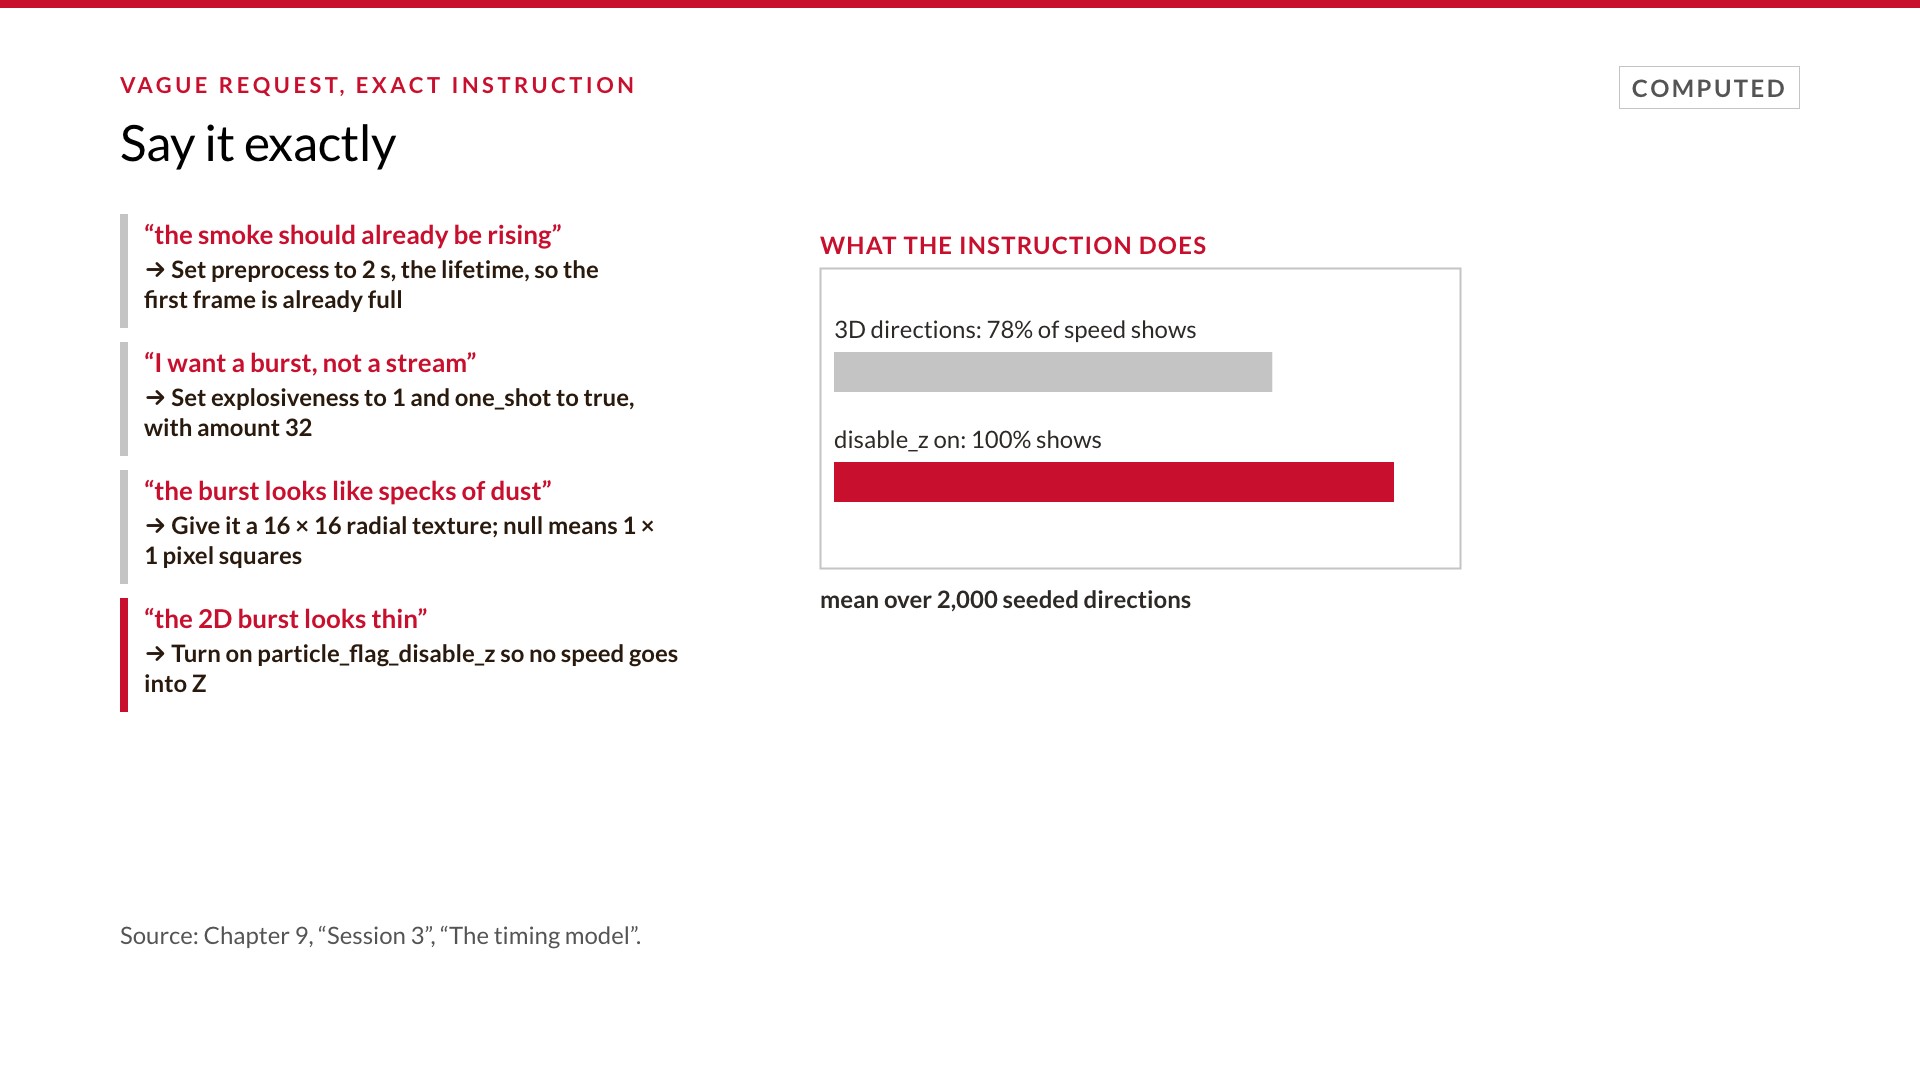 VAGUE REQUEST, EXACT INSTRUCTION
COMPUTED
Say it exactly
“the smoke should already be rising”
→ Set preprocess to 2 s, the lifetime, so the
first frame is already full
“I want a burst, not a stream”
→ Set explosiveness to 1 and one_shot to true,
with amount 32
“the burst looks like specks of dust”
→ Give it a 16 × 16 radial texture; null means 1 ×
1 pixel squares
“the 2D burst looks thin”
→ Turn on particle_flag_disable_z so no speed goes
into Z
WHAT THE INSTRUCTION DOES
3D directions: 78% of speed shows
disable_z on: 100% shows
mean over 2,000 seeded directions
Source: Chapter 9, “Session 3”, “The timing model”.